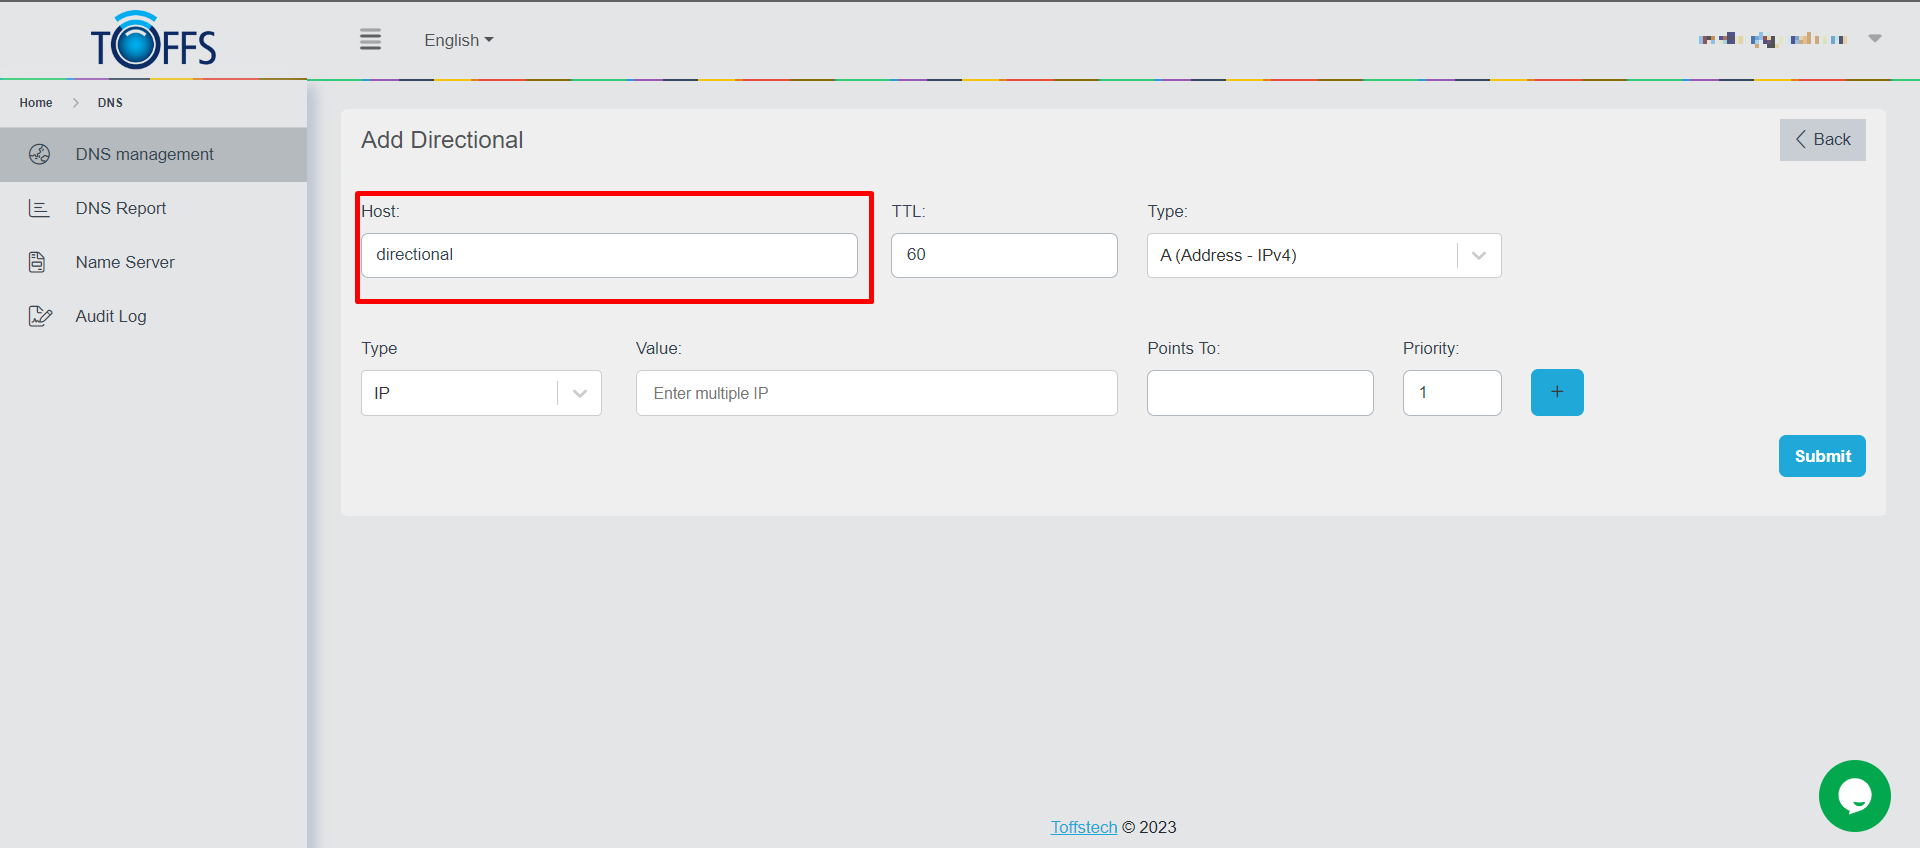 TOFFS
English
Home > DNS
DNS management
DNS Report
Name Server
Audit Log
Add Directional
Back
Host:
TTL:
Type:
directional
60
A (Address - IPv4)
Type
Value:
Points To:
Priority:
IP
Enter multiple IP
1
+
Submit
Toffstech © 2023